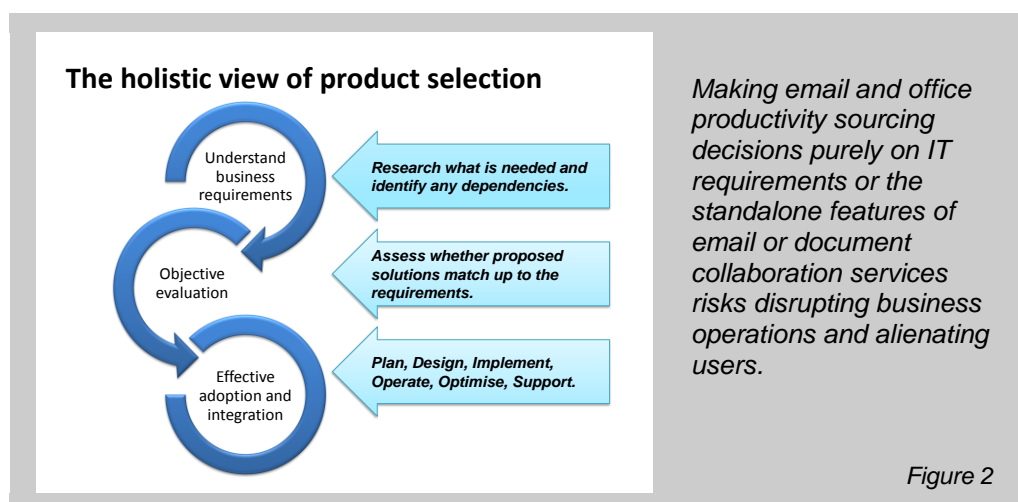 The holistic view of product selection
Understand
business
requirements
Research what is needed and
identify any dependencies.
Objective
evaluation
Assess whether proposed
solutions match up to the
requirements.
Effective
adoption and
integration
Plan, Design, Implement,
Operate, Optimise, Support.
Making email and office
productivity sourcing
decisions purely on IT
requirements or the
standalone features of
email or document
collaboration services
risks disrupting business
operations and alienating
users.
Figure 2